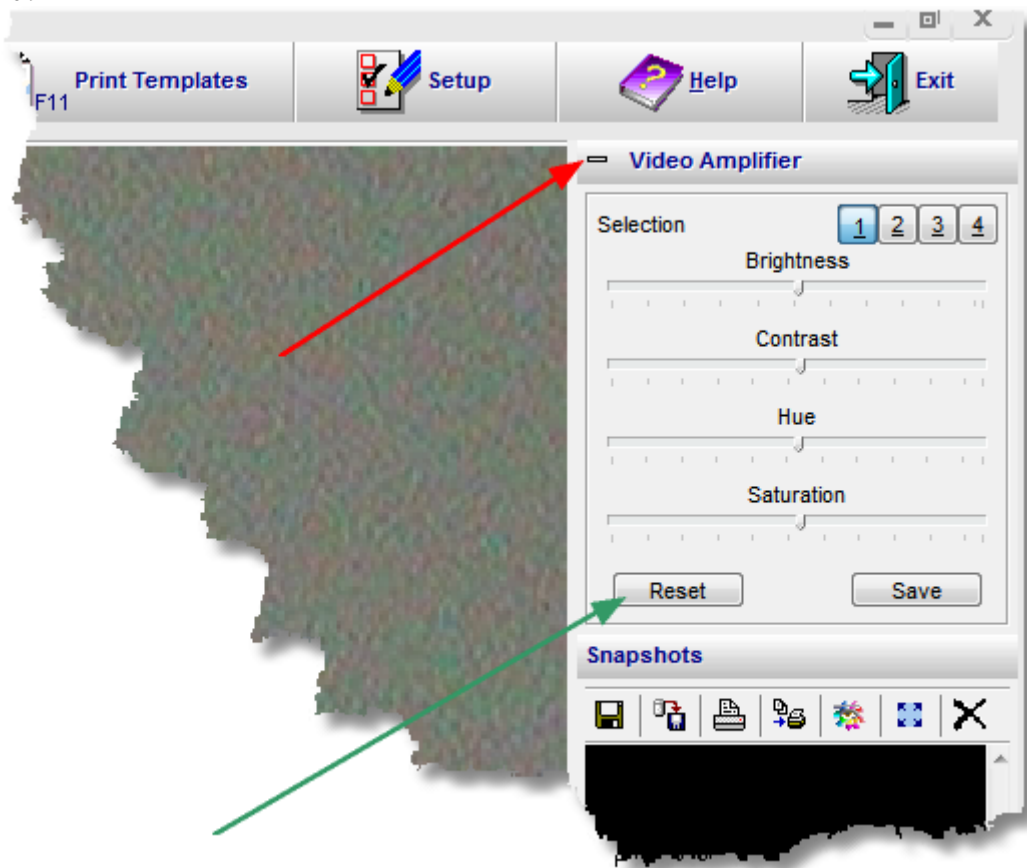 Print Templates
F11
Setup
Help
Exit
Video Amplifier
Selection 1 2 3 4
Brightness
Contrast
Hue
Saturation
Reset Save
Snapshots